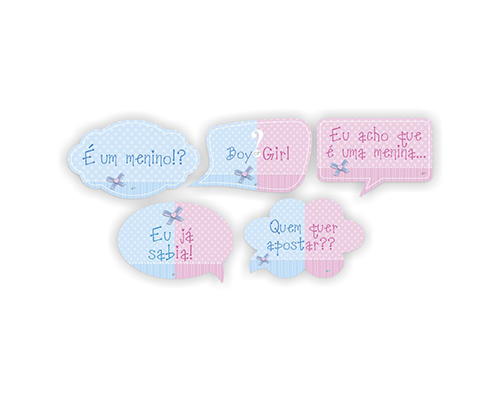 É um menino!?
?
Boy e Girl
Eu acho que
é uma menina...
Eu já
sabia!
Quem quer
apostar??